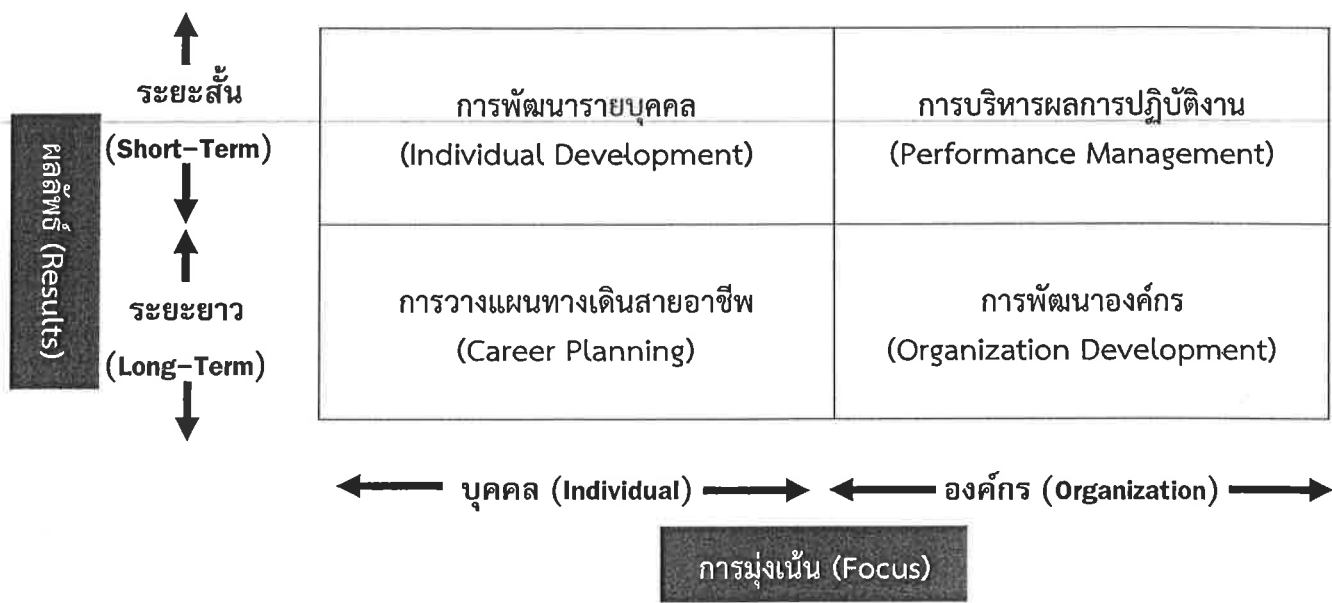 ระยะสั้น
(Short-Term)
การพัฒนารายบุคคล
(Individual Development)
การบริหารผลการปฏิบัติงาน
(Performance Management)
ผลลัพธ์ (Results)
ระยะยาว
(Long-Term)
การวางแผนทางเดินสายอาชีพ
(Career Planning)
การพัฒนาองค์กร
(Organization Development)
บุคคล (Individual)
องค์กร (Organization)
การมุ่งเน้น (Focus)